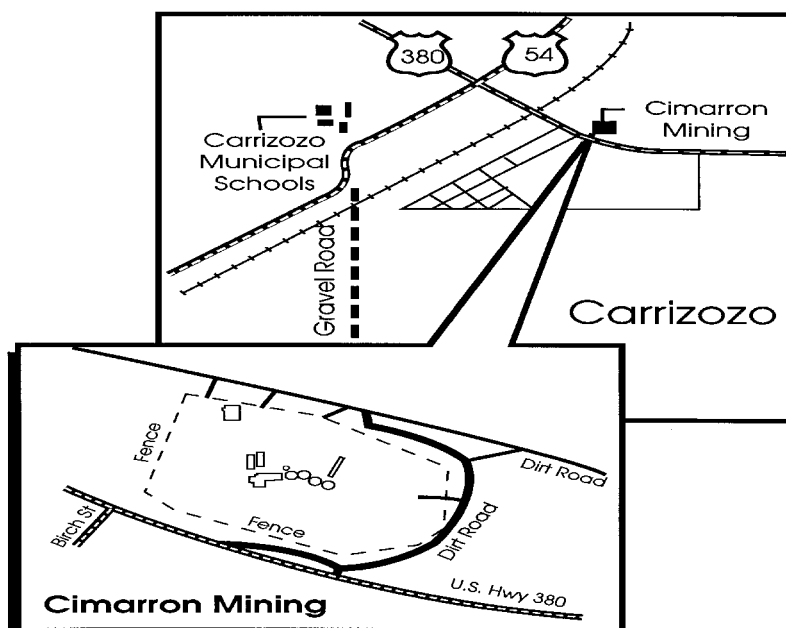 380
54
Carrizozo
Municipal
Schools
Cimarron
Mining
Gravel Road
Carrizozo
Fence
Dirt Road
Birch St
Fence
Dirt Road
U.S. Hwy 380
Cimarron Mining